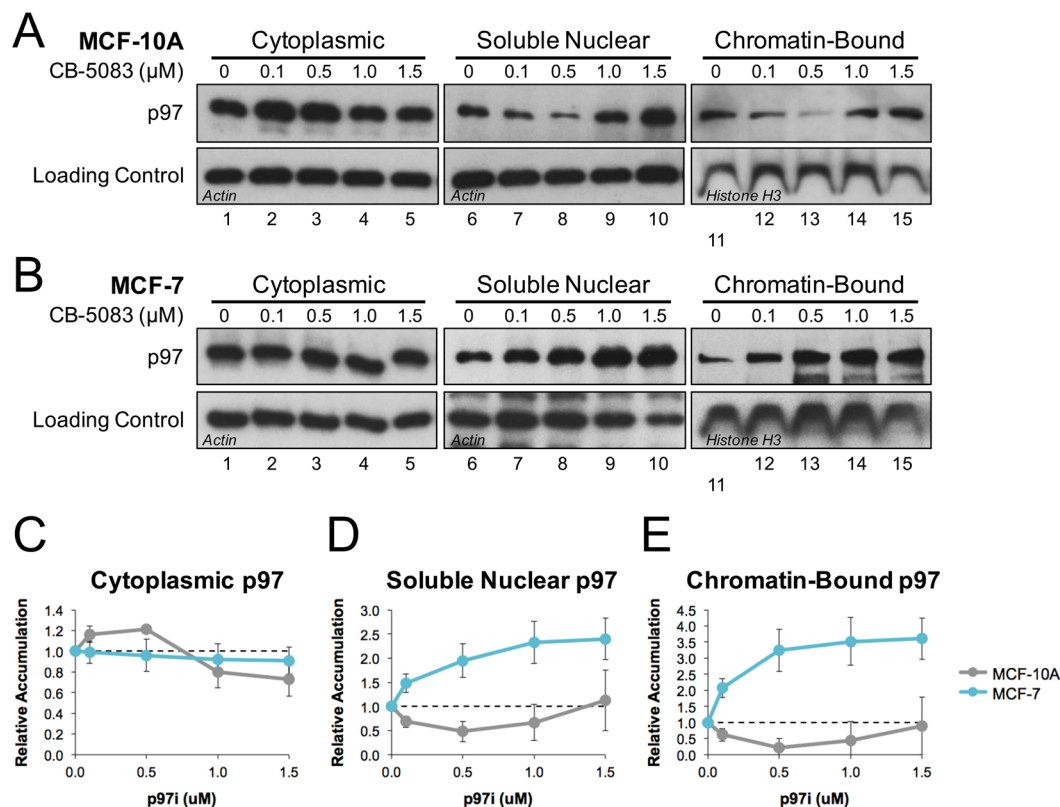 A
MCF-10A Cytoplasmic Soluble Nuclear Chromatin-Bound
CB-5083 (µM) 0 0.1 0.5 1.0 1.5 0 0.1 0.5 1.0 1.5 0 0.1 0.5 1.0 1.5
p97
Loading Control
Actin Actin Histone H3
1 2 3 4 5 6 7 8 9 10 12 13 14 15
11
B
MCF-7 Cytoplasmic Soluble Nuclear Chromatin-Bound
CB-5083 (µM) 0 0.1 0.5 1.0 1.5 0 0.1 0.5 1.0 1.5 0 0.1 0.5 1.0 1.5
p97
Loading Control
Actin Actin Histone H3
1 2 3 4 5 6 7 8 9 10 12 13 14 15
11
C
Cytoplasmic p97
Relative Accumulation
1.4
1.2
1.0
0.8
0.6
0.4
0.2
0.0
0.0 0.5 1.0 1.5
p97i (uM)
D
Soluble Nuclear p97
Relative Accumulation
3.0
2.5
2.0
1.5
1.0
0.5
0.0
0.0 0.5 1.0 1.5
p97i (uM)
E
Chromatin-Bound p97
Relative Accumulation
4.5
4.0
3.5
3.0
2.5
2.0
1.5
1.0
0.5
0.0
0.0 0.5 1.0 1.5
p97i (uM)
MCF-10A
MCF-7